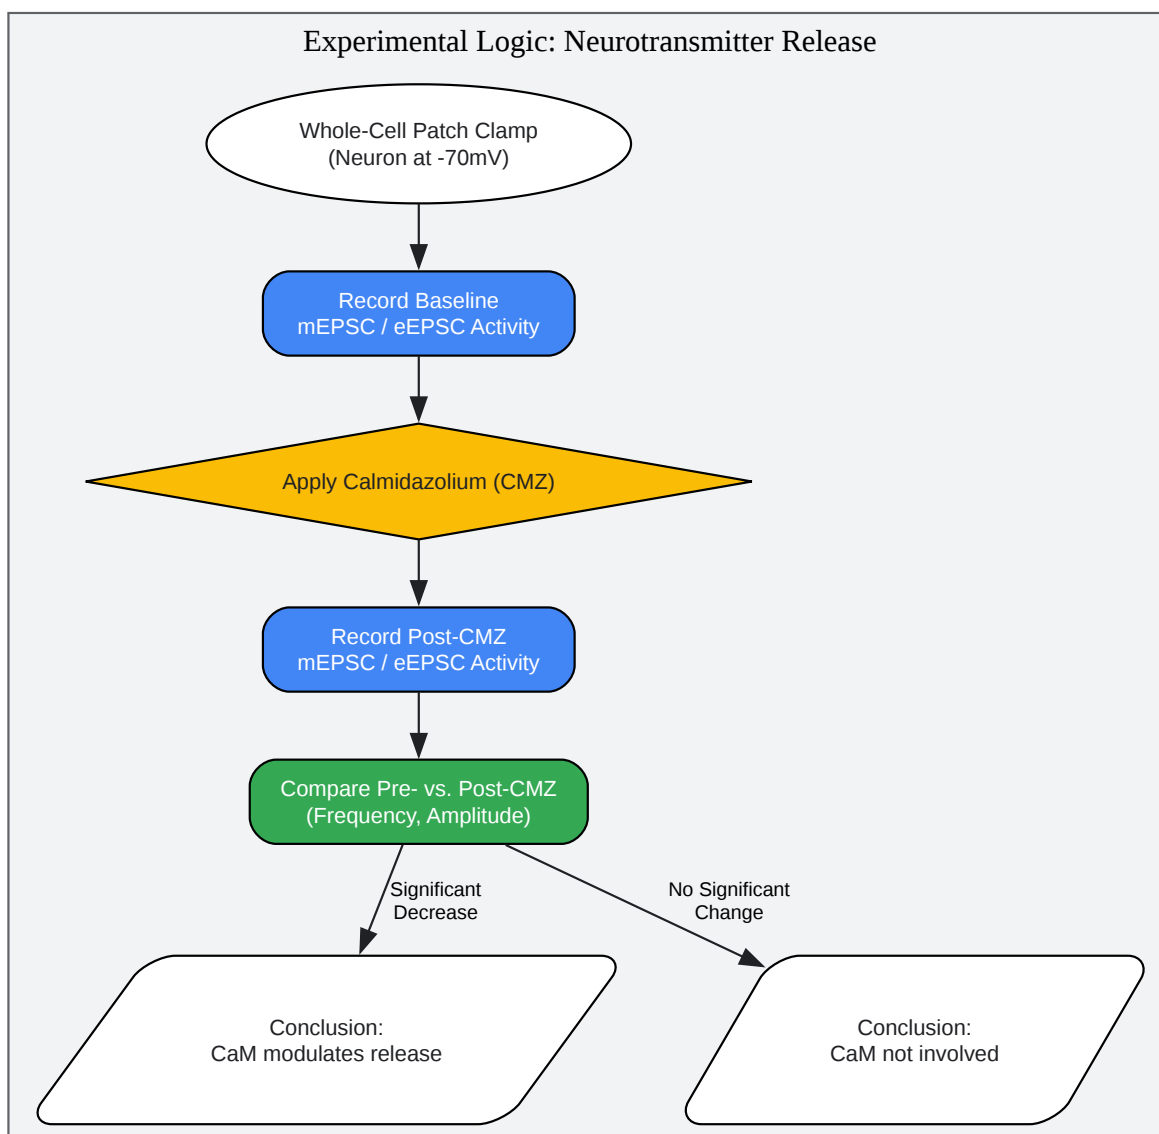 Experimental Logic: Neurotransmitter Release
Whole-Cell Patch Clamp
(Neuron at -70mV)
Record Baseline
mEPSC / eEPSC Activity
Apply Calmidazolium (CMZ)
Record Post-CMZ
mEPSC / eEPSC Activity
Compare Pre- vs. Post-CMZ
(Frequency, Amplitude)
Significant
Decrease
No Significant
Change
Conclusion:
CaM modulates release
Conclusion:
CaM not involved